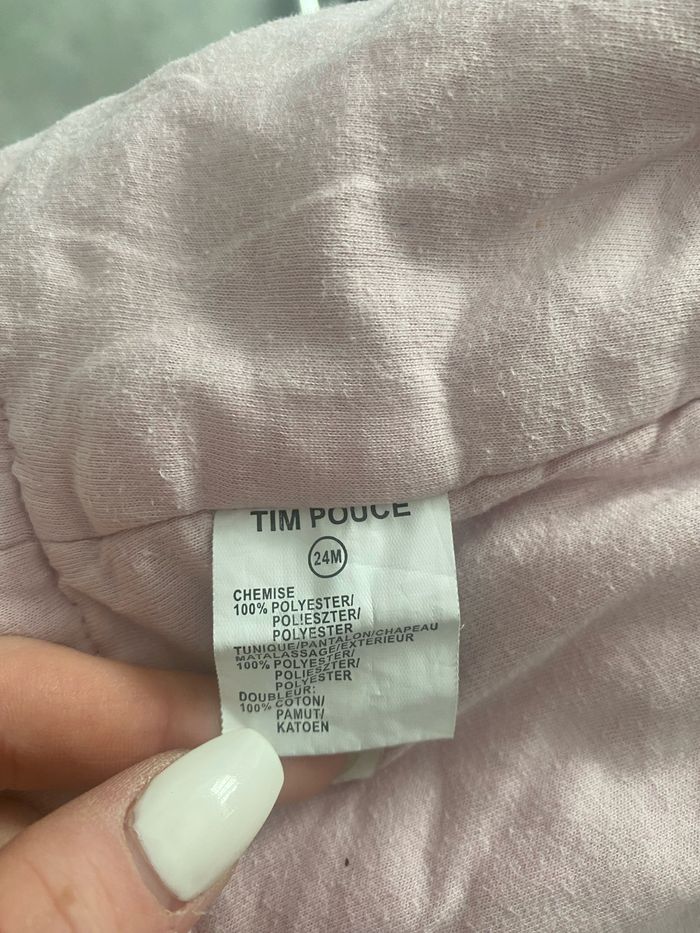 TIM POUCE
24M
CHEMISE
100% POLYESTER/
POLIESZTER/
POLYESTER
TUNIQUE/PANTALON/CHAPEAU
MATALASSAGE/EXTERIEUR
100% POLYESTER/
POLIESZTER/
POLYESTER
DOUBLEUR:
100% COTON/
PAMUT/
KATOEN